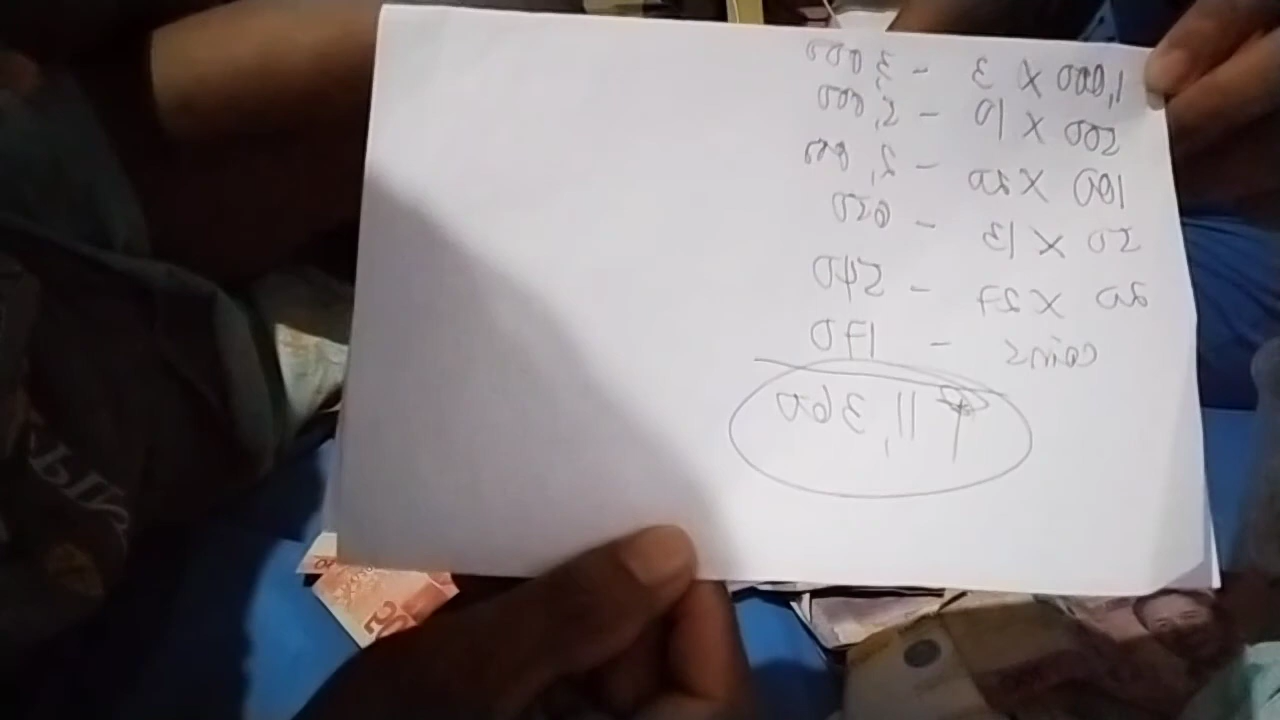 1,000 X 3 - 3,000
500 X 10 - 5,000
100 X 20 - 2,000
50 X 13 - 650
20 X 27 - 540
coins - 170
₱ 11,360
20